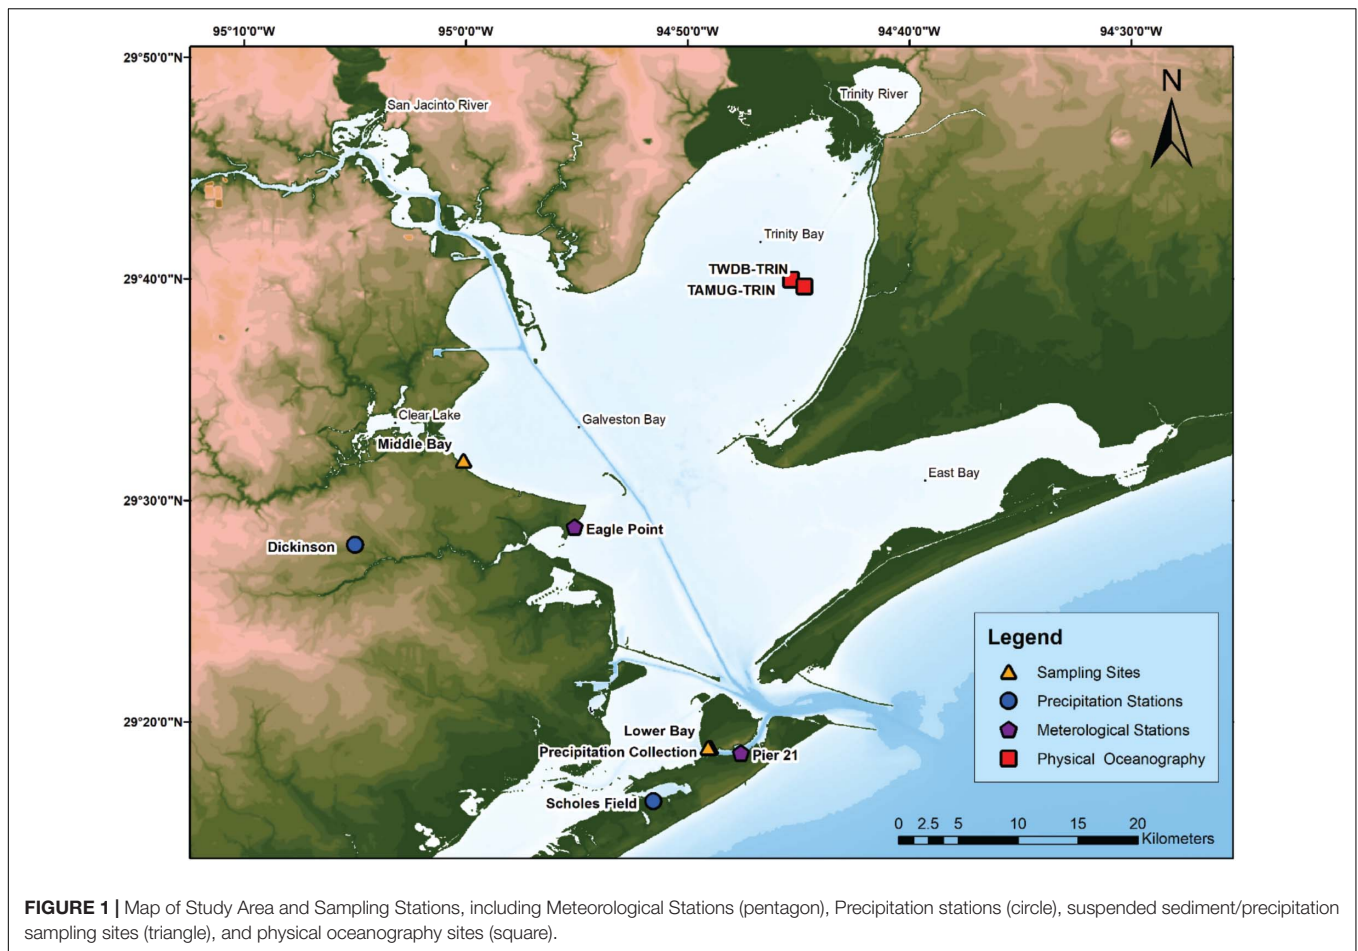 95°10'0"W 95°0'0"W 94°50'0"W 94°40'0"W 94°30'0"W
29°50'0"N
N
Trinity River
San Jacinto River
Trinity Bay
TWDB-TRIN
29°40'0"N
TAMUG-TRIN
Clear Lake
Galveston Bay
Middle Bay
East Bay
29°30'0"N
Eagle Point
Dickinson
Legend
Sampling Sites
Precipitation Stations
Meterological Stations
Physical Oceanography
29°20'0"N
Lower Bay
Precipitation Collection
Pier 21
Scholes Field
0 2.5 5 10 15 20
Kilometers
FIGURE 1 | Map of Study Area and Sampling Stations, including Meteorological Stations (pentagon), Precipitation stations (circle), suspended sediment/precipitation
sampling sites (triangle), and physical oceanography sites (square).